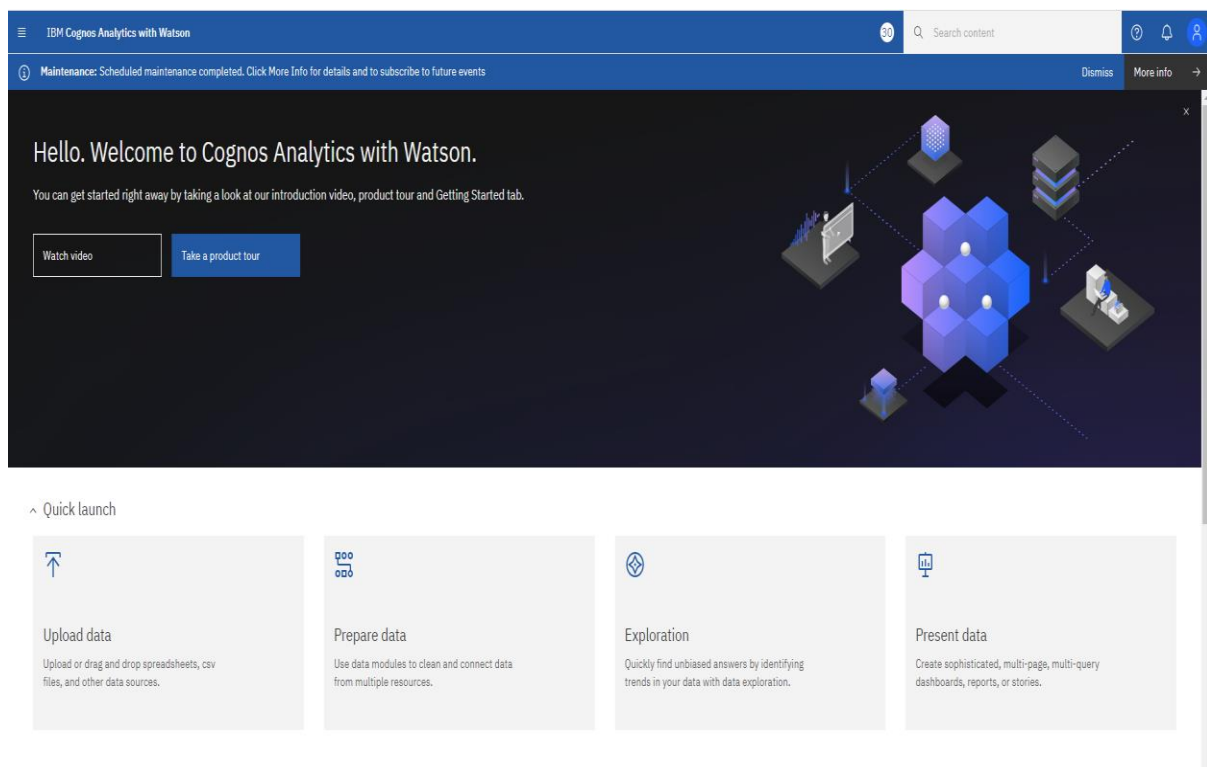 IBM Cognos Analytics with Watson
30
Search content
Maintenance: Scheduled maintenance completed. Click More Info for details and to subscribe to future events
Dismiss
More info
x
Hello. Welcome to Cognos Analytics with Watson.
You can get started right away by taking a look at our introduction video, product tour and Getting Started tab.
Watch video
Take a product tour
Quick launch
Upload data
Upload or drag and drop spreadsheets, csv
files, and other data sources.
Prepare data
Use data modules to clean and connect data
from multiple resources.
Exploration
Quickly find unbiased answers by identifying
trends in your data with data exploration.
Present data
Create sophisticated, multi-page, multi-query
dashboards, reports, or stories.